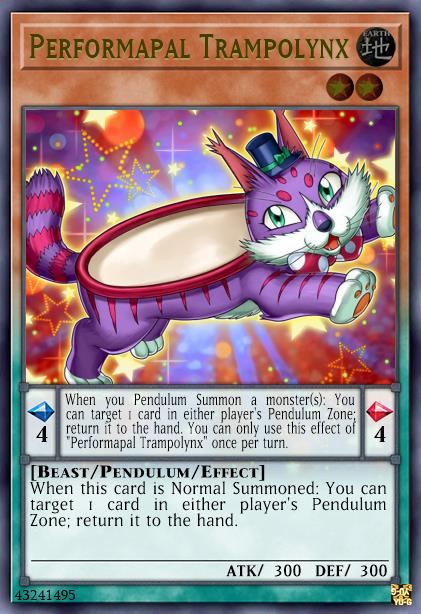 Performapal Trampolynx
EARTH
地
When you Pendulum Summon a monster(s): You
can target 1 card in either player's Pendulum Zone;
return it to the hand. You can only use this effect of
"Performapal Trampolynx" once per turn.
4
4
[Beast/Pendulum/Effect]
When this card is Normal Summoned: You can
target 1 card in either player's Pendulum
Zone; return it to the hand.
ATK/ 300 DEF/ 300
43241495